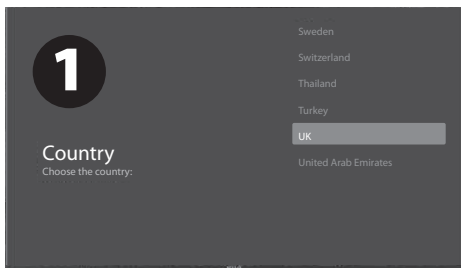 1
Country
Choose the country:
Sweden
Switzerland
Thailand
Turkey
UK
United Arab Emirates